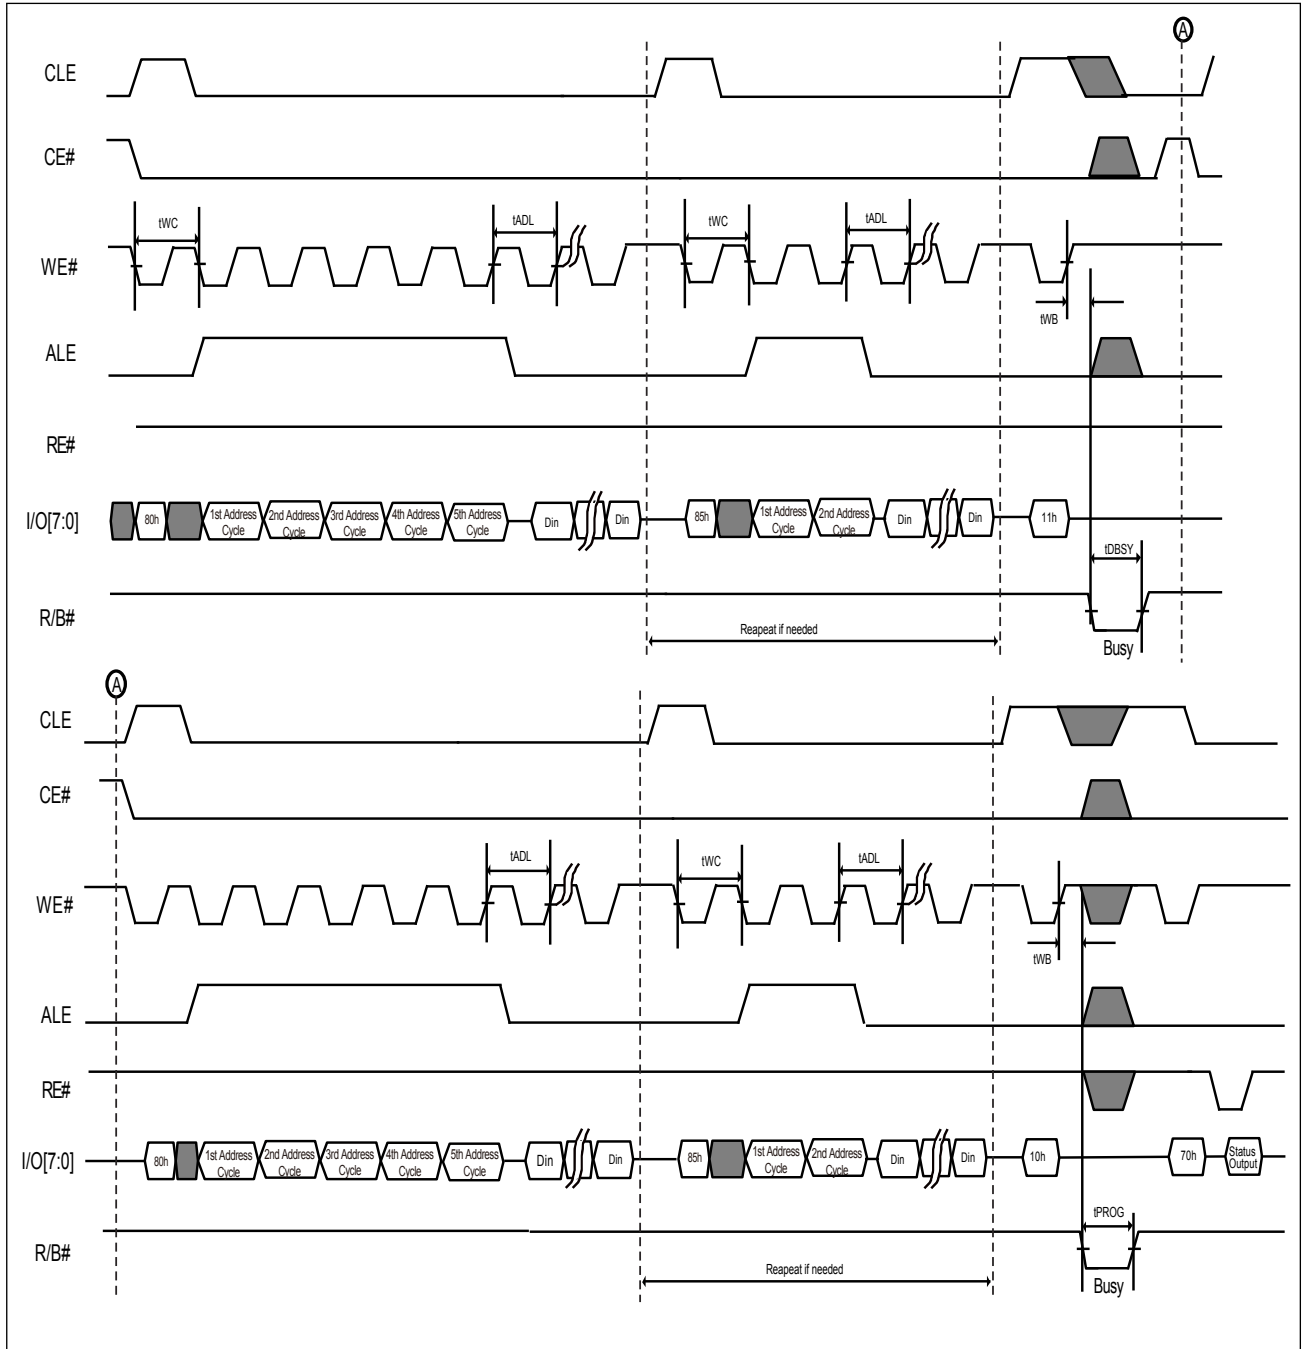 A
CLE
CE#
tWC
tADL
tWC
tADL
WE#
tWB
ALE
RE#
I/O[7:0]
80h
1st Address
Cycle
2nd Address
Cycle
3rd Address
Cycle
4th Address
Cycle
5th Address
Cycle
Din
Din
85h
1st Address
Cycle
2nd Address
Cycle
Din
Din
11h
tDBSY
R/B#
Reapeat if needed
Busy
A
CLE
CE#
tADL
tWC
tADL
WE#
tWB
ALE
RE#
I/O[7:0]
80h
1st Address
Cycle
2nd Address
Cycle
3rd Address
Cycle
4th Address
Cycle
5th Address
Cycle
Din
Din
85h
1st Address
Cycle
2nd Address
Cycle
Din
Din
10h
70h
Status
Output
tPROG
R/B#
Reapeat if needed
Busy